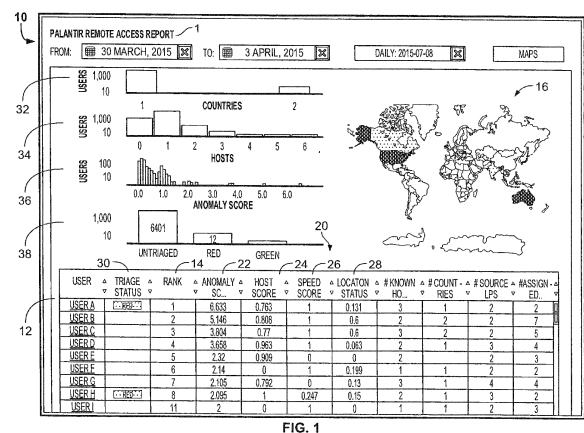 10
PALANTIR REMOTE ACCESS REPORT 1
FROM: 30 MARCH, 2015 TO: 3 APRIL, 2015 DAILY: 2015-07-08 MAPS
32 USERS 1,000 10
1 COUNTRIES 2
16
34 USERS 1,000 10
0 1 2 3 4 5 6
HOSTS
36 USERS 100 10
0.0 1.0 2.0 3.0 4.0 5.0 6.0
ANOMALY SCORE
38 1,000 10
6401 12
UNTRIAGED RED GREEN
20
30 14 22 24 26 28
USER TRIAGE STATUS RANK ANOMALY SC... HOST SCORE SPEED SCORE LOCATON STATUS # KNOWN HO... # COUNT - RIES # SOURCE LPS #ASSIGN - ED..
12
USER A RED 1 6.633 0.763 1 0.131 3 1 2 2
USER B 2 5.146 0.808 1 0.6 2 2 2 7
USER C 3 3.804 0.77 1 0.6 3 2 2 5
USER D 4 3.658 0.963 1 0.063 2 1 3 4
USER E 5 2.32 0.909 0 0 2 2 3
USER F 6 2.14 0 1 0.199 1 1 2 2
USER G 7 2.105 0.792 0 0.13 3 1 4 4
USER H RED 8 2.095 1 0.247 0.15 2 1 3 2
USER I 11 2 0 1 0 1 1 2 3
FIG. 1